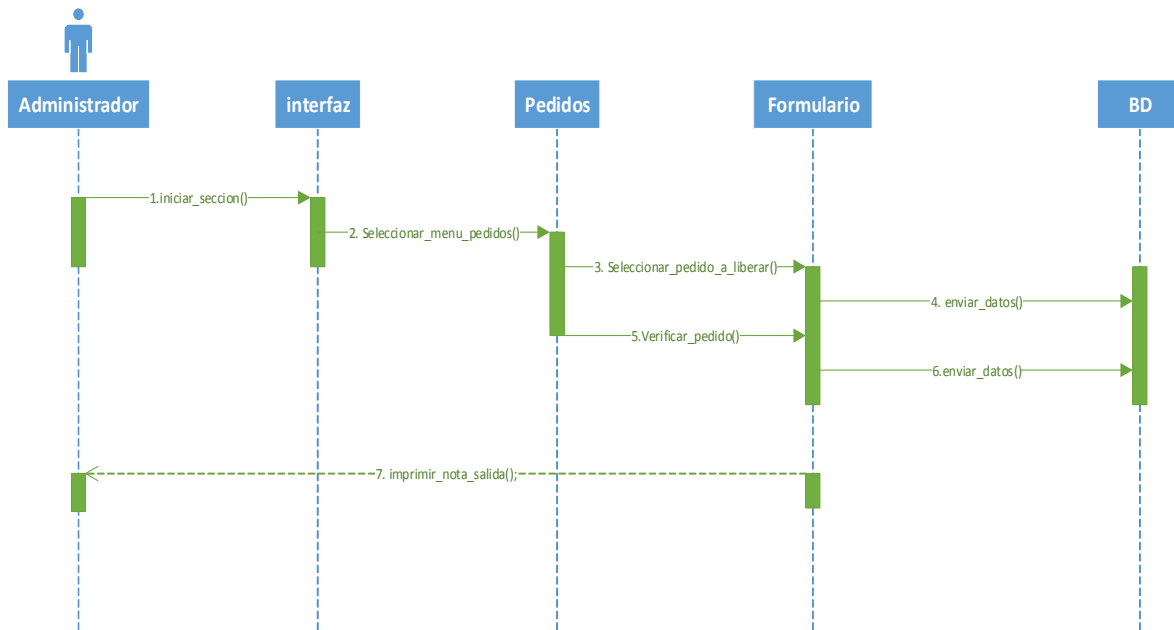 Administrador
interfaz
Pedidos
Formulario
BD
1.iniciar_seccion()
2. Seleccionar_menu_pedidos()
3. Seleccionar_pedido_a_liberar()
4. enviar_datos()
5.Verificar_pedido()
6.enviar_datos()
7. imprimir_nota_salida();